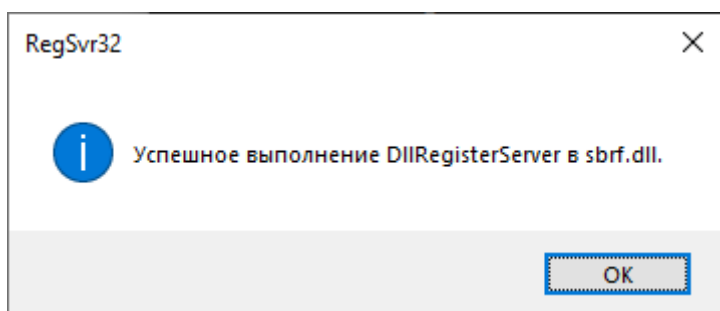 RegSvr32
Успешное выполнение DllRegisterServer в sbrf.dll.
OK